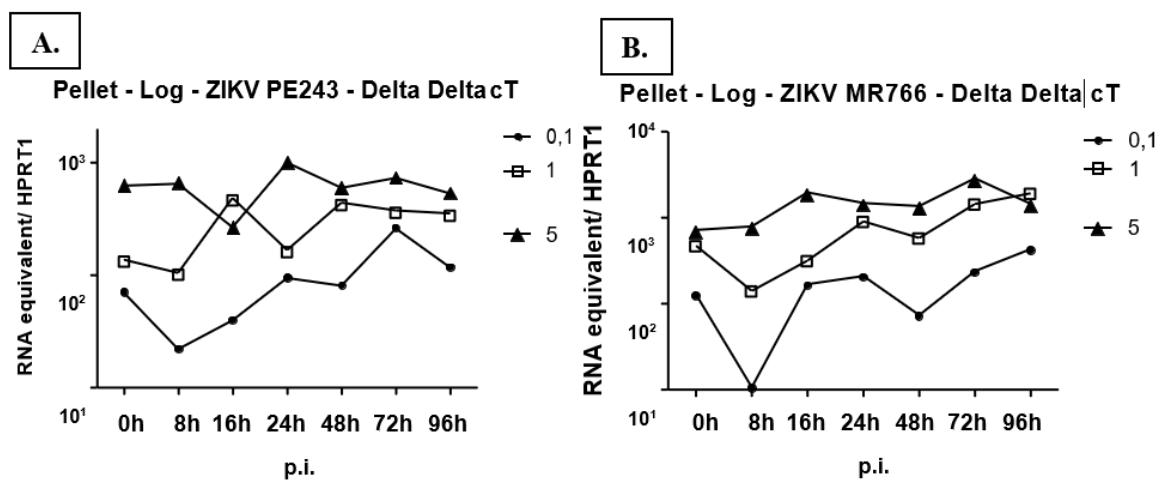 A.
Pellet - Log - ZIKV PE243 - Delta Delta cT
RNA equivalent/ HPRT1
10³
10²
10¹
0h 8h 16h 24h 48h 72h 96h
p.i.
0,1
1
5
B.
Pellet - Log - ZIKV MR766 - Delta Delta cT
RNA equivalent/ HPRT1
10⁴
10³
10²
10¹
0h 8h 16h 24h 48h 72h 96h
p.i.
0,1
1
5